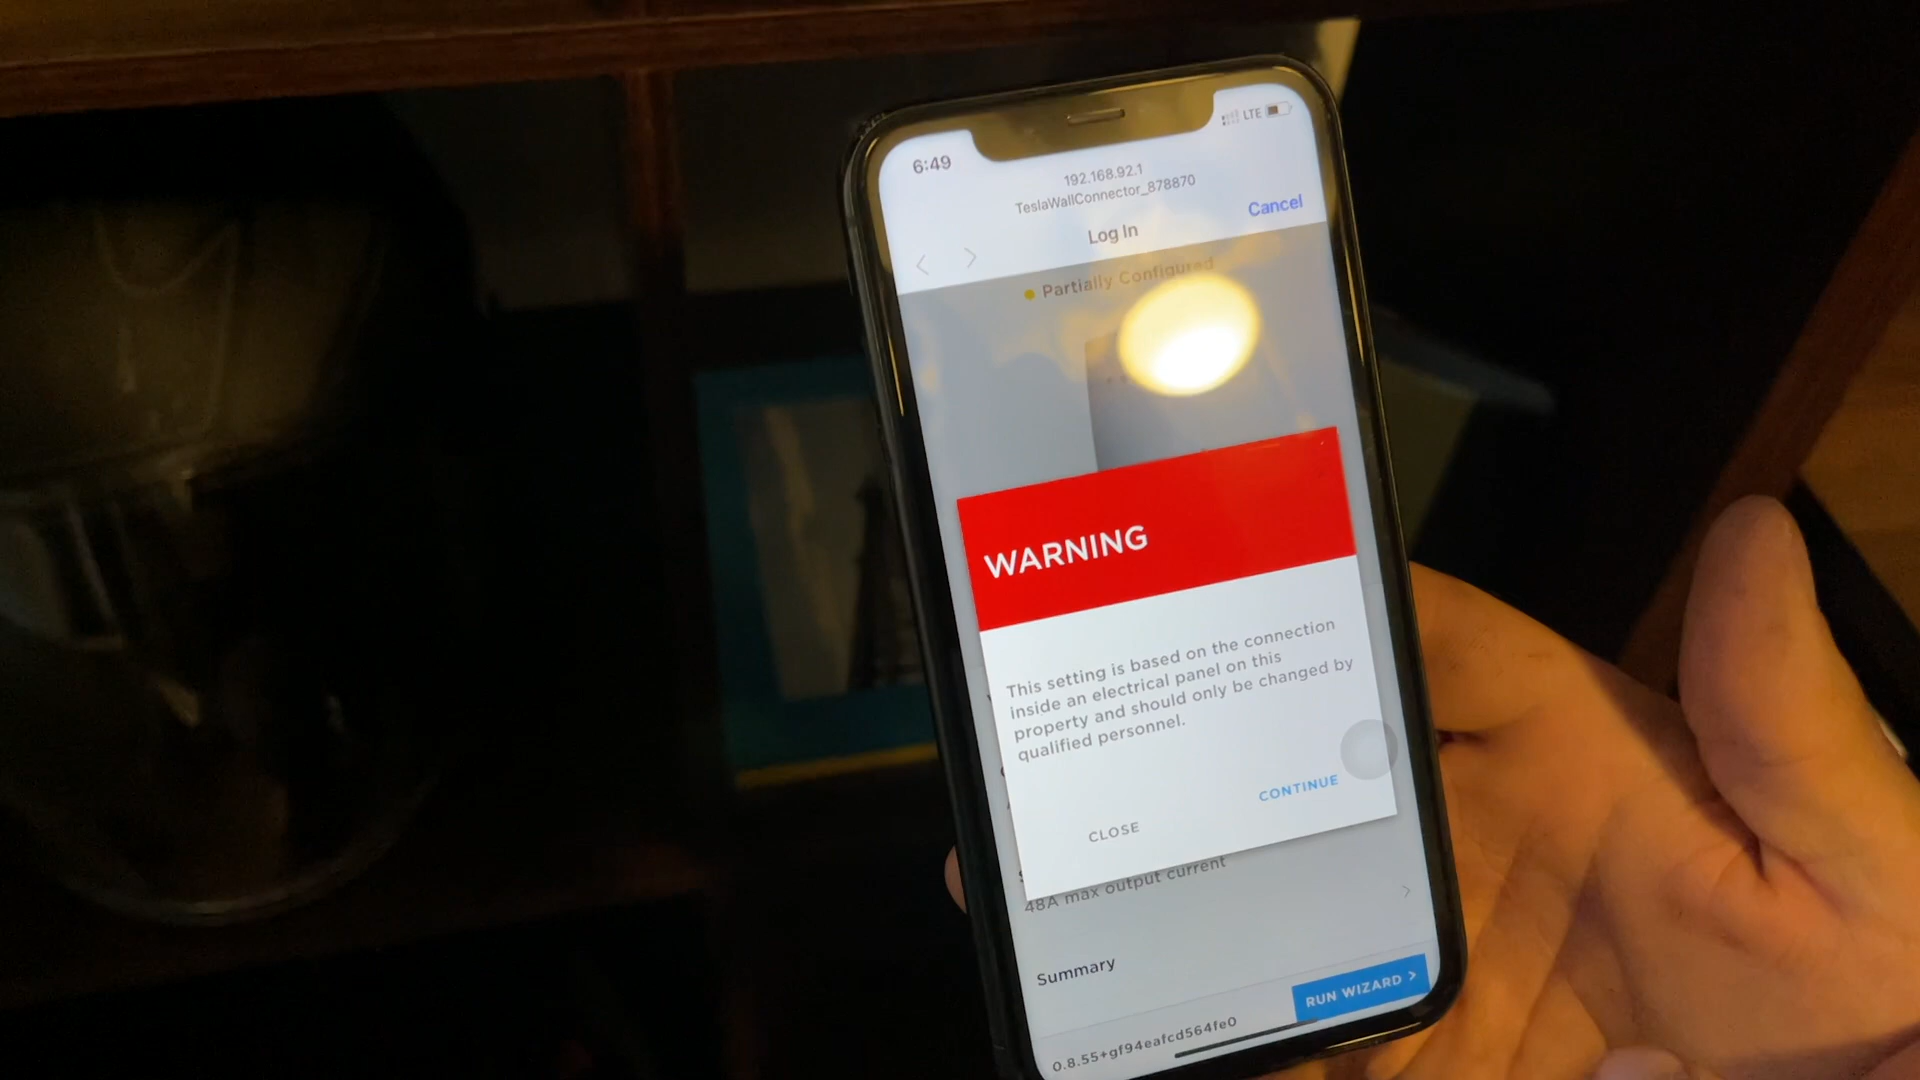 6:49
LTE
192.168.92.1
TeslaWallConnector_878870
Cancel
Log In
Partially Configured
WARNING
This setting is based on the connection
inside an electrical panel on this
property and should only be changed by
qualified personnel.
CONTINUE
CLOSE
48A max output current
Summary
RUN WIZARD >
0.8.55+gf94eafcd564fe0